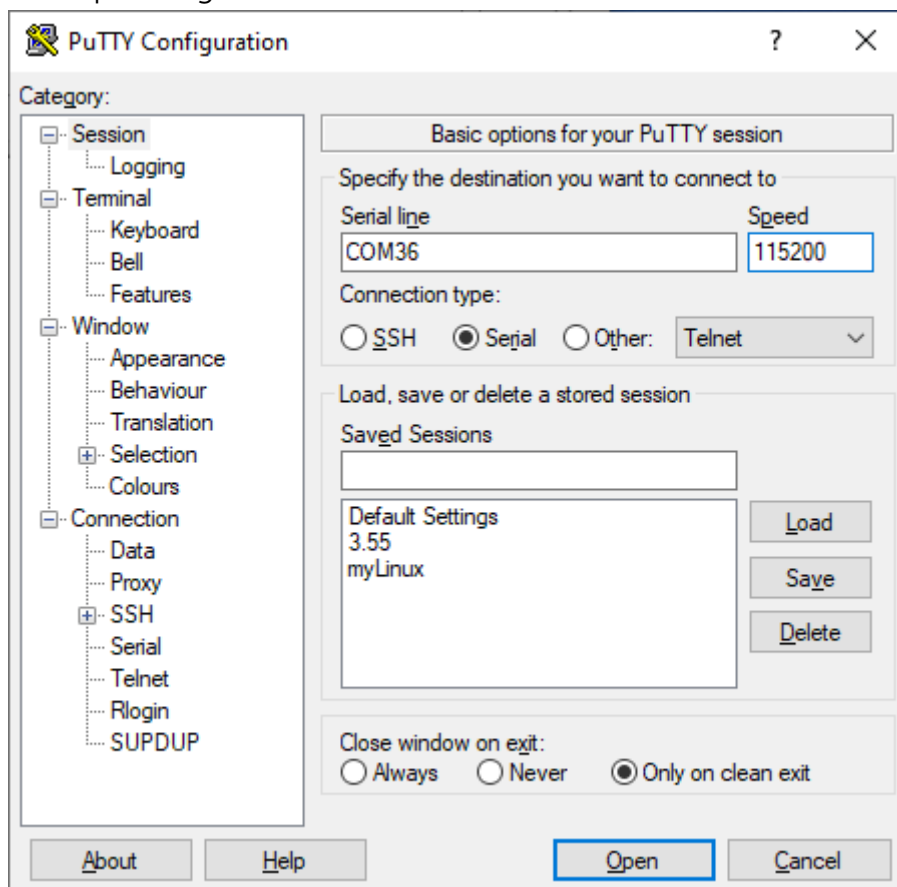 PuTTY Configuration
?
Category:
Session
Logging
Terminal
Keyboard
Bell
Features
Window
Appearance
Behaviour
Translation
Selection
Colours
Connection
Data
Proxy
SSH
Serial
Telnet
Rlogin
SUPDUP
Basic options for your PuTTY session
Specify the destination you want to connect to
Serial line Speed
COM36 115200
Connection type:
SSH Serial Other: Telnet
Load, save or delete a stored session
Saved Sessions
Default Settings
3.55
myLinux
Load
Save
Delete
Close window on exit:
Always Never Only on clean exit
About Help Open Cancel